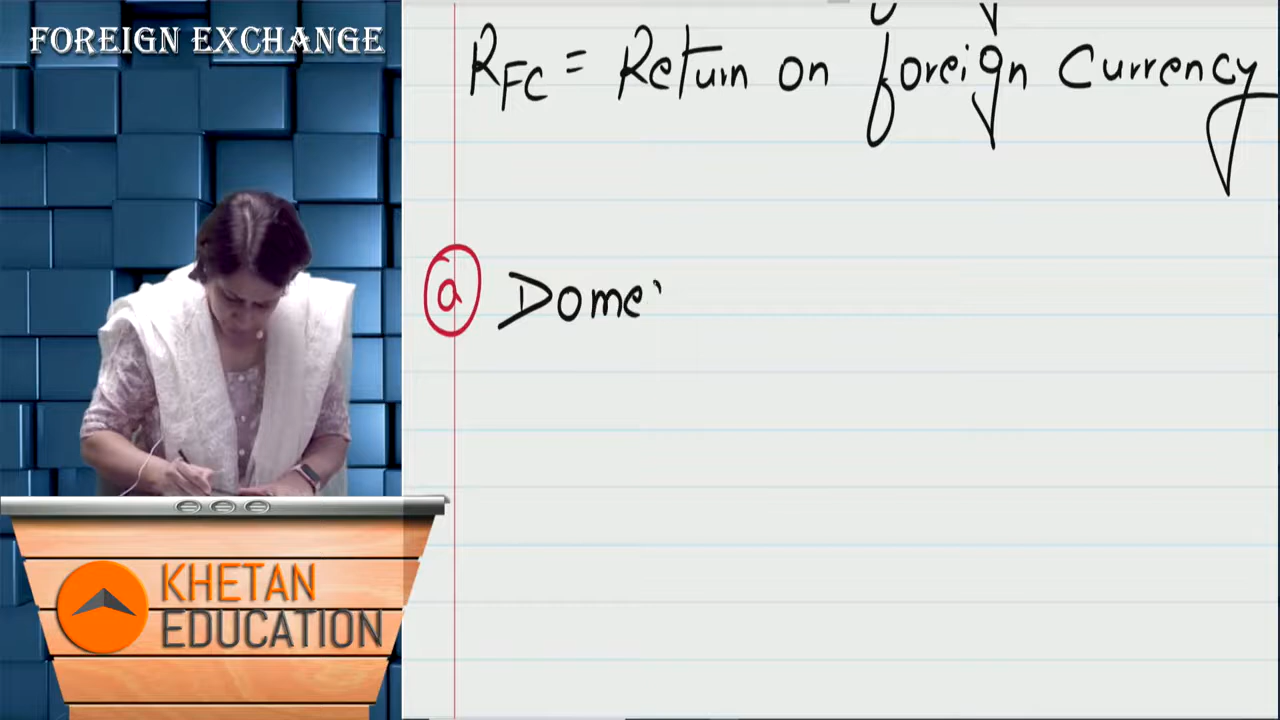 FOREIGN EXCHANGE
RFC = Return on foreign Currency
a Dome
KHETAN
EDUCATION